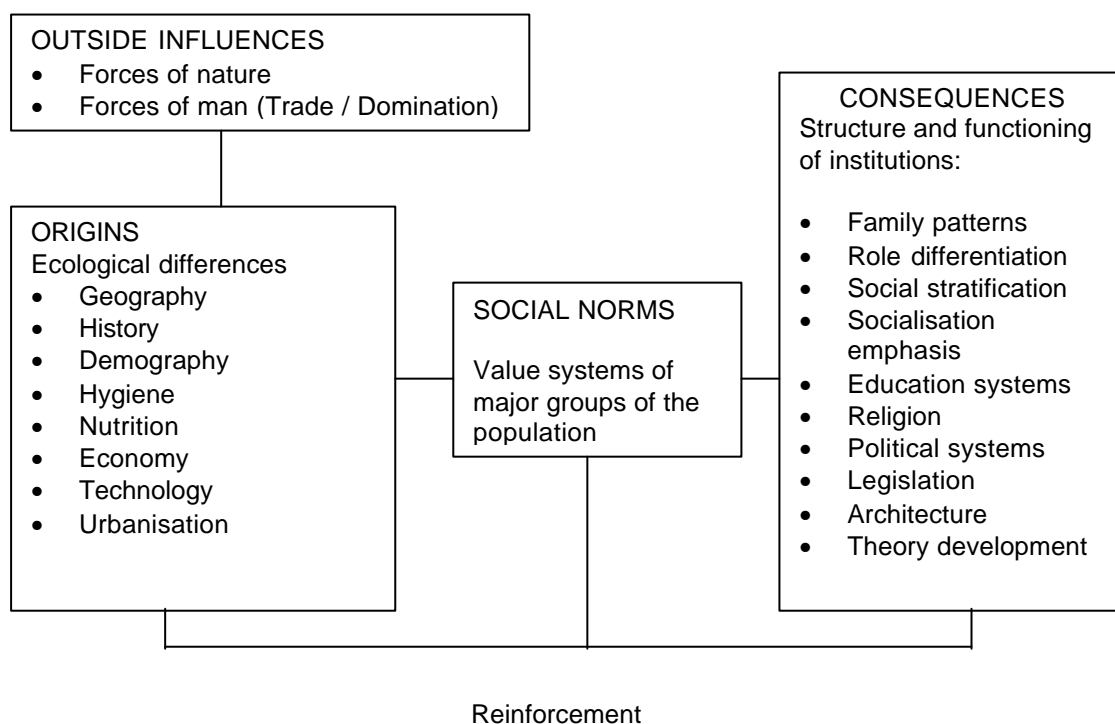 OUTSIDE INFLUENCES
• Forces of nature
• Forces of man (Trade / Domination)
ORIGINS
Ecological differences
• Geography
• History
• Demography
• Hygiene
• Nutrition
• Economy
• Technology
• Urbanisation
SOCIAL NORMS
Value systems of
major groups of the
population
CONSEQUENCES
Structure and functioning
of institutions:
• Family patterns
• Role differentiation
• Social stratification
• Socialisation
emphasis
• Education systems
• Religion
• Political systems
• Legislation
• Architecture
• Theory development
Reinforcement